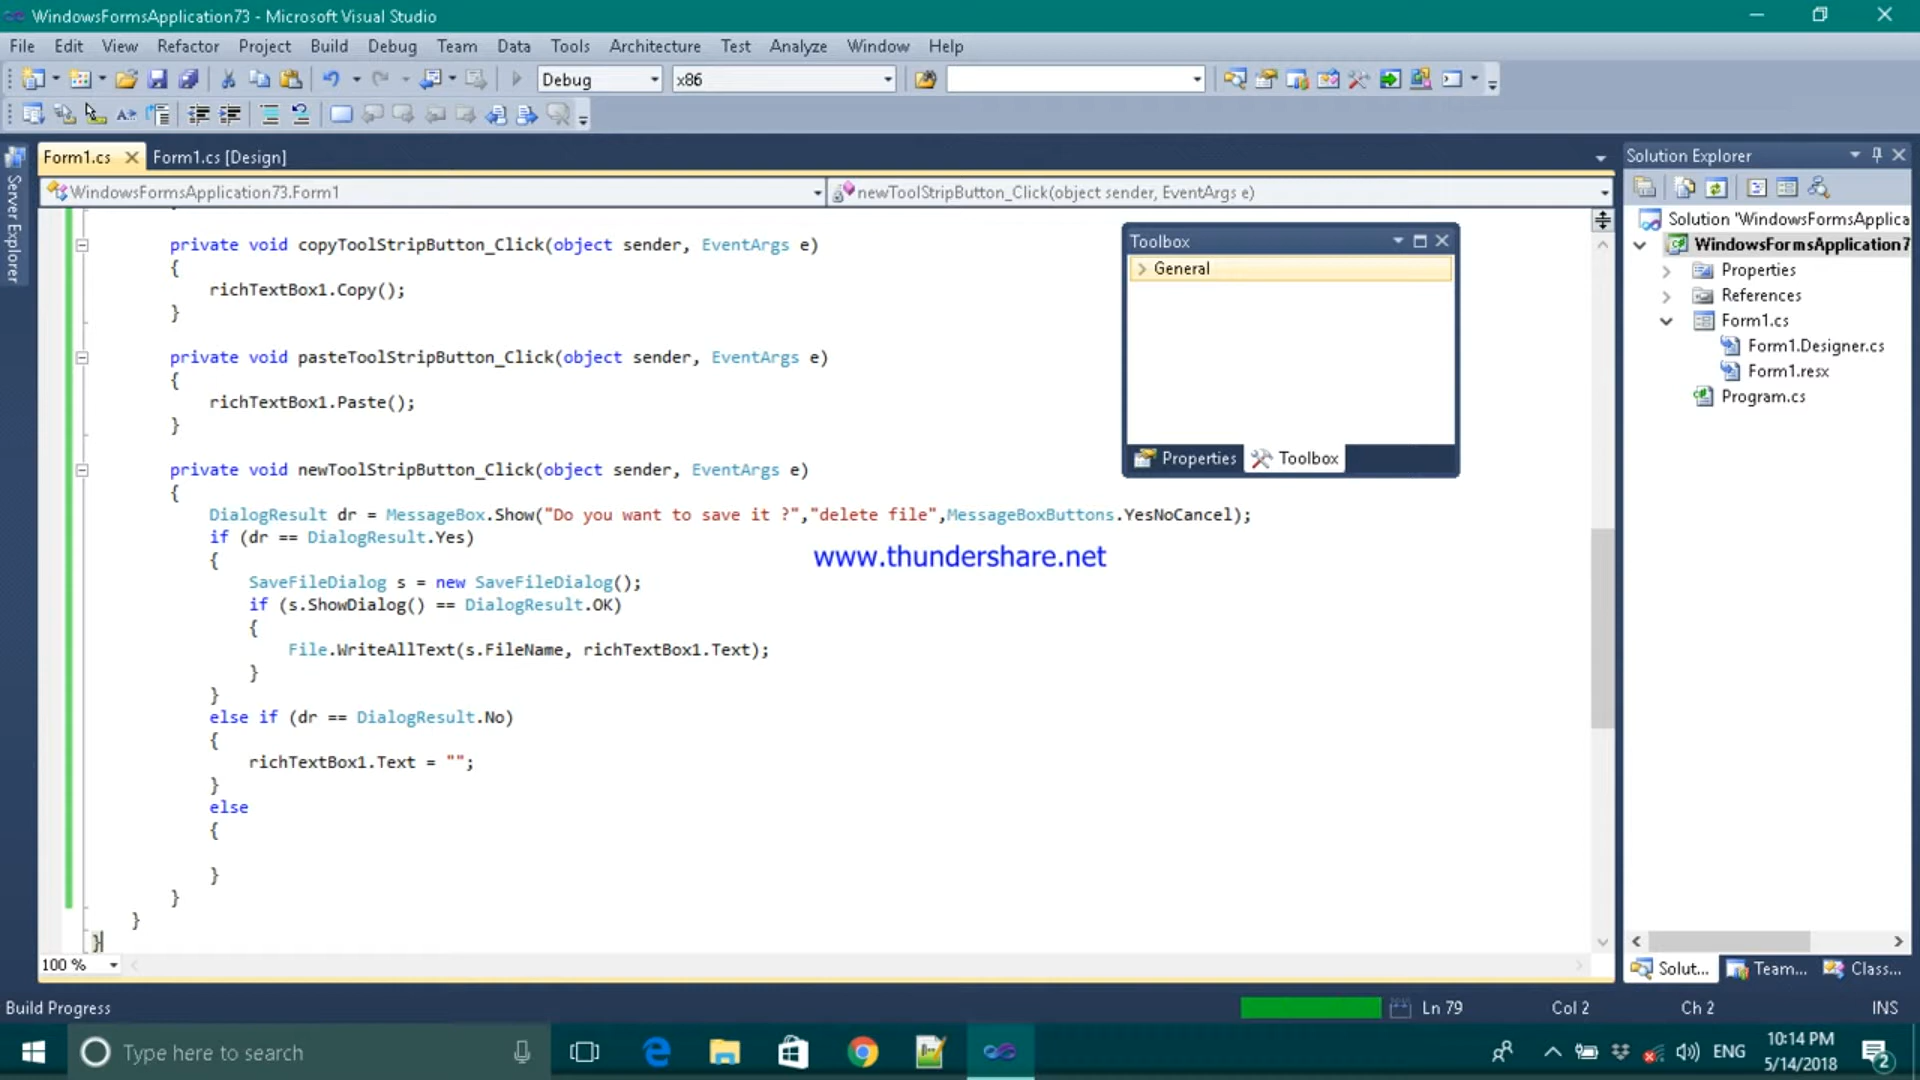 WindowsFormsApplication73 - Microsoft Visual Studio
File Edit View Refactor Project Build Debug Team Data Tools Architecture Test Analyze Window Help
Debug x86
Form1.cs Form1.cs [Design]
Solution Explorer
Server Explorer
WindowsFormsApplication73.Form1 newToolStripButton_Click(object sender, EventArgs e)
private void copyToolStripButton_Click(object sender, EventArgs e)
{
richTextBox1.Copy();
}
private void pasteToolStripButton_Click(object sender, EventArgs e)
{
richTextBox1.Paste();
}
private void newToolStripButton_Click(object sender, EventArgs e)
{
DialogResult dr = MessageBox.Show("Do you want to save it ?","delete file",MessageBoxButtons.YesNoCancel);
if (dr == DialogResult.Yes)
{
SaveFileDialog s = new SaveFileDialog();
if (s.ShowDialog() == DialogResult.OK)
{
File.WriteAllText(s.FileName, richTextBox1.Text);
}
}
else if (dr == DialogResult.No)
{
richTextBox1.Text = "";
}
else
{
}
}
}
}
www.thundershare.net
Toolbox
General
Properties Toolbox
Solution 'WindowsFormsApplica
WindowsFormsApplication7
Properties
References
Form1.cs
Form1.Designer.cs
Form1.resx
Program.cs
100 %
Solut... Team... Class...
Build Progress Ln 79 Col 2 Ch 2 INS
Type here to search
ENG
10:14 PM
5/14/2018
2